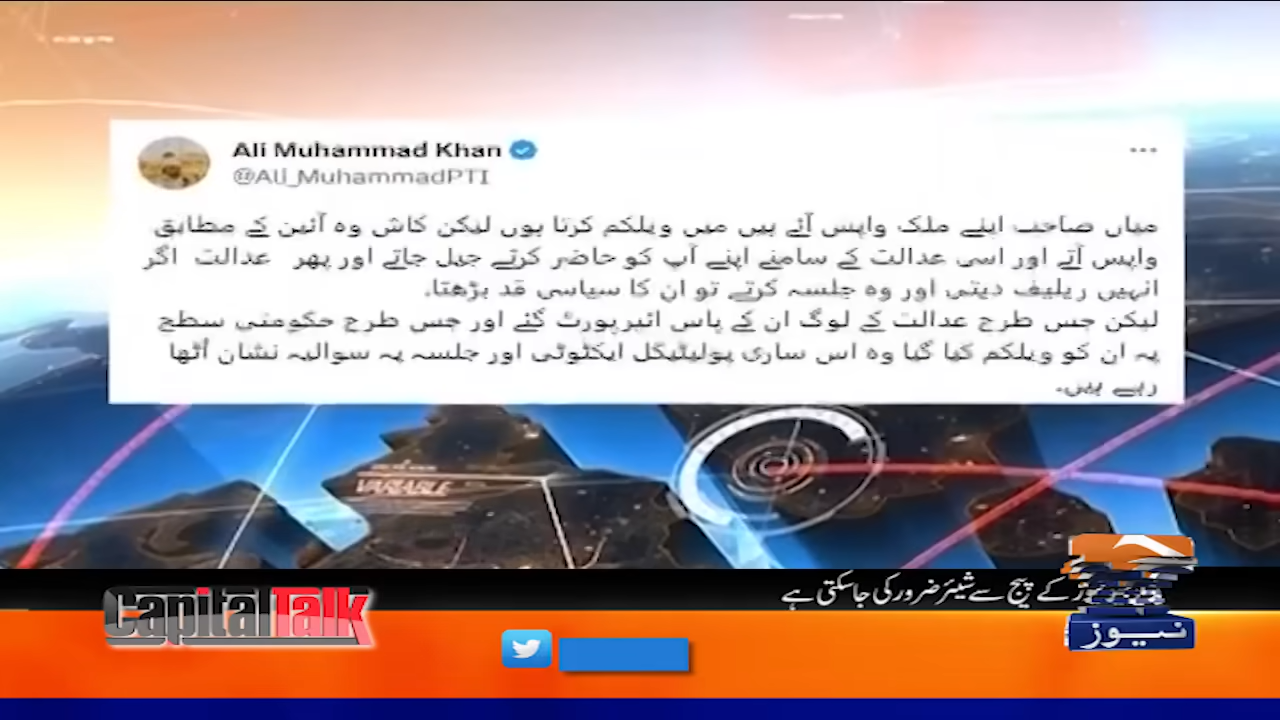 Ali Muhammad Khan
@Ali_MuhammadPTI
میاں صاحب اپنے ملک واپس آئے ہیں میں ویلکم کرتا ہوں لیکن کاش وہ آئین کے مطابق
واپس آتے اور اسی عدالت کے سامنے اپنے آپ کو حاضر کرتے جیل جاتے اور پھر عدالت اگر
انہیں ریلیف دیتی اور وہ جلسہ کرتے تو ان کا سیاسی قد بڑھتا.
لیکن جس طرح عدالت کے لوگ ان کے پاس ائیرپورٹ گئے اور جس طرح حکومتی سطح
پہ ان کو ویلکم کیا گیا وہ اس ساری پولیٹیکل ایکٹوٹی اور جلسہ پہ سوالیہ نشان اُٹھا
رہے ہیں۔
VARIABLE
کے پیج سے شیئر ضرور کی جاسکتی ہے
Capital Talk
نیوز